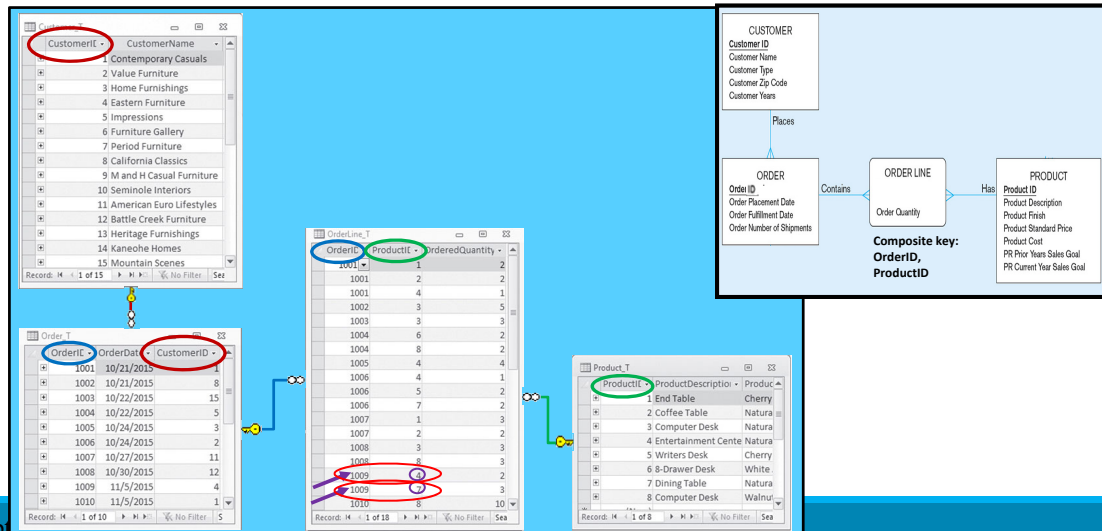 Customer_T
CustomerID CustomerName
1 Contemporary Casuals
2 Value Furniture
3 Home Furnishings
4 Eastern Furniture
5 Impressions
6 Furniture Gallery
7 Period Furniture
8 California Classics
9 M and H Casual Furniture
10 Seminole Interiors
11 American Euro Lifestyles
12 Battle Creek Furniture
13 Heritage Furnishings
14 Kaneohe Homes
15 Mountain Scenes
Record: 1 of 15 No Filter Sea
Order_T
OrderID OrderDate CustomerID
1001 10/21/2015 1
1002 10/21/2015 8
1003 10/22/2015 15
1004 10/22/2015 5
1005 10/24/2015 3
1006 10/24/2015 2
1007 10/27/2015 11
1008 10/30/2015 12
1009 11/5/2015 4
1010 11/5/2015 1
Record: 1 of 10 No Filter S
OrderLine_T
OrderID ProductID OrderedQuantity
1001 1 2
1001 2 2
1001 4 1
1002 3 5
1003 3 3
1004 6 2
1004 8 2
1005 4 4
1006 4 1
1006 5 2
1006 7 2
1007 1 3
1007 2 2
1008 3 3
1008 8 3
1009 4 2
1009 7 3
1010 8 10
Record: 1 of 18 No Filter Sea
Product_T
ProductID ProductDescription Produc
1 End Table Cherry
2 Coffee Table Natura
3 Computer Desk Natura
4 Entertainment Cente Natura
5 Writers Desk Cherry
6 8-Drawer Desk White
7 Dining Table Natura
8 Computer Desk Walnu
Record: 1 of 8 No Filter Sea
CUSTOMER
Customer ID
Customer Name
Customer Type
Customer Zip Code
Customer Years
Places
ORDER
Order ID
Order Placement Date
Order Fulfillment Date
Order Number of Shipments
Contains
ORDER LINE
Order Quantity
Has
PRODUCT
Product ID
Product Description
Product Finish
Product Standard Price
Product Cost
PR Prior Years Sales Goal
PR Current Year Sales Goal
Composite key:
OrderID,
ProductID